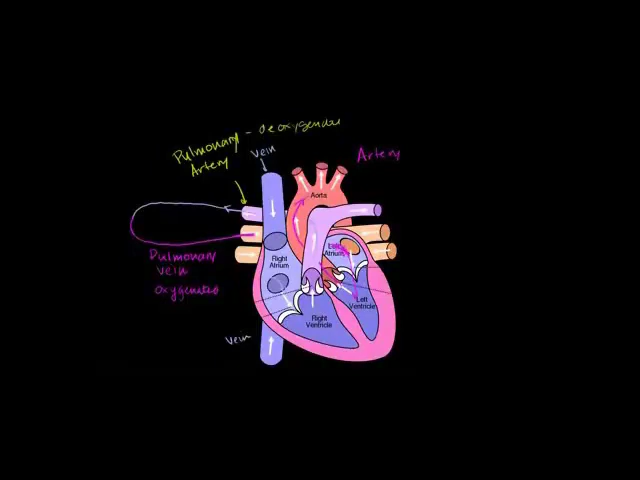 Pulmonary - deoxygenated
Artery
Vein
Artery
Aorta
Left
Atrium
Right
Atrium
Pulmonary
vein
oxygenated
Left
Ventricle
Right
Ventricle
Vein